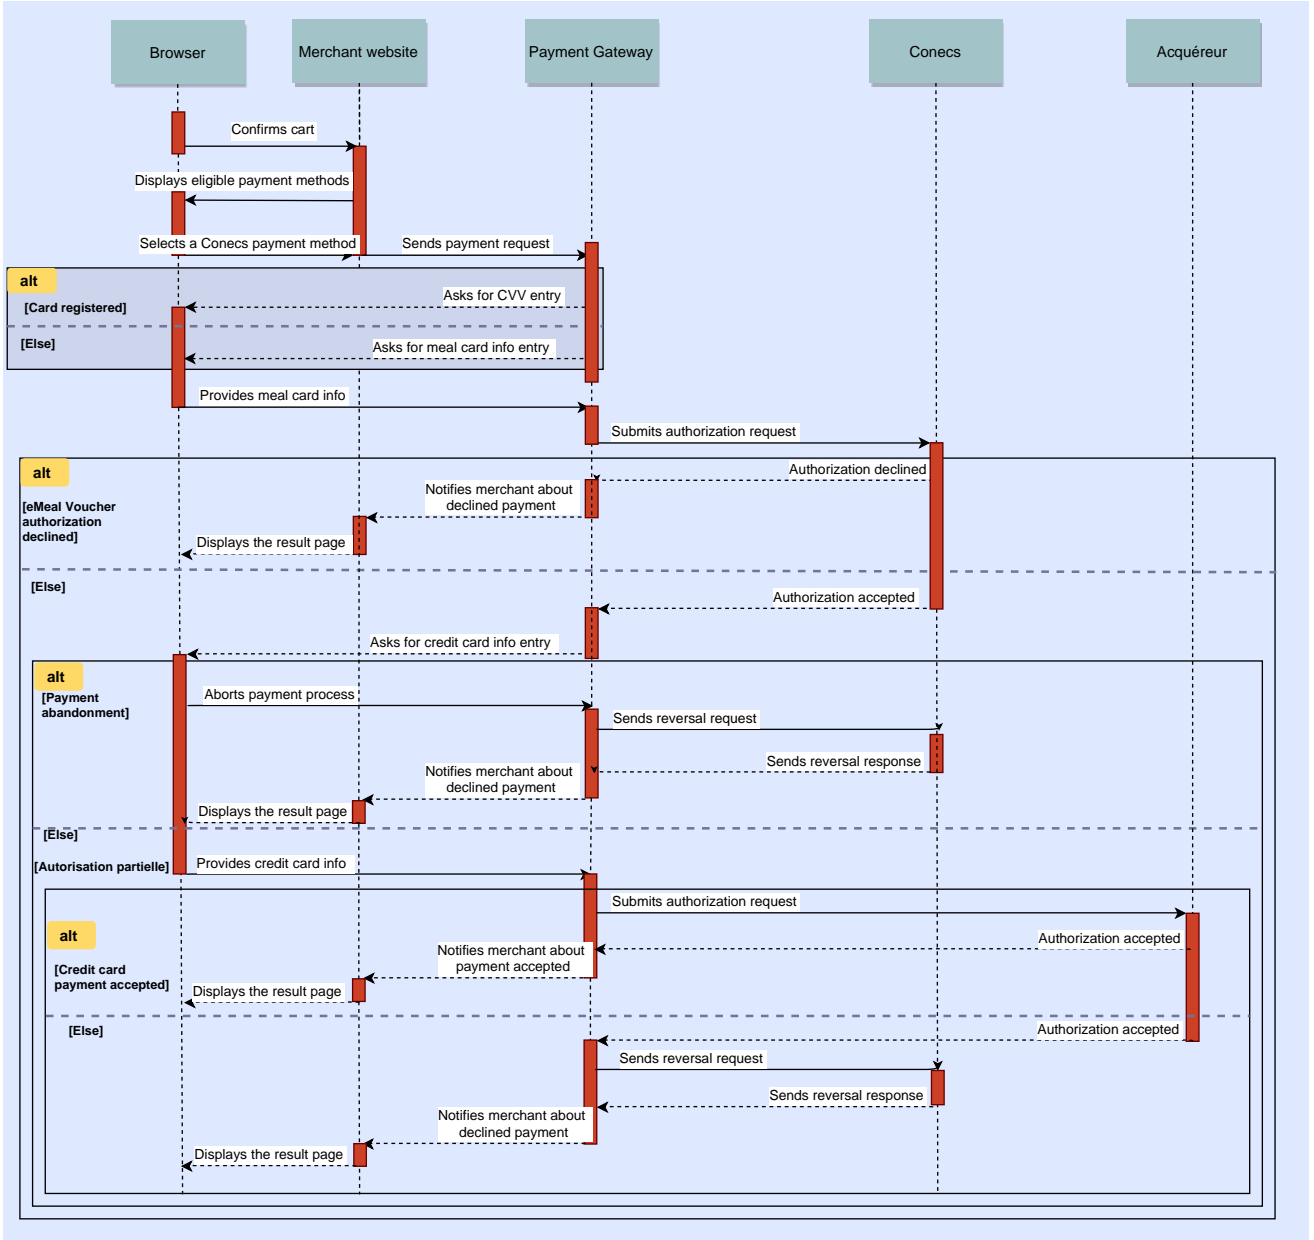 Browser
Merchant website
Payment Gateway
Conecs
Acquéreur
Confirms cart
Displays eligible payment methods
Selects a Conecs payment method
Sends payment request
alt
[Card registered]
Asks for CVV entry
[Else]
Asks for meal card info entry
Provides meal card info
Submits authorization request
alt
Authorization declined
[eMeal Voucher
authorization
declined]
Notifies merchant about
declined payment
Displays the result page
[Else]
Authorization accepted
Asks for credit card info entry
alt
[Payment
abandonment]
Aborts payment process
Sends reversal request
Sends reversal response
Notifies merchant about
declined payment
Displays the result page
[Else]
[Autorisation partielle]
Provides credit card info
Submits authorization request
alt
Authorization accepted
Notifies merchant about
payment accepted
[Credit card
payment accepted]
Displays the result page
[Else]
Authorization accepted
Sends reversal request
Sends reversal response
Notifies merchant about
declined payment
Displays the result page